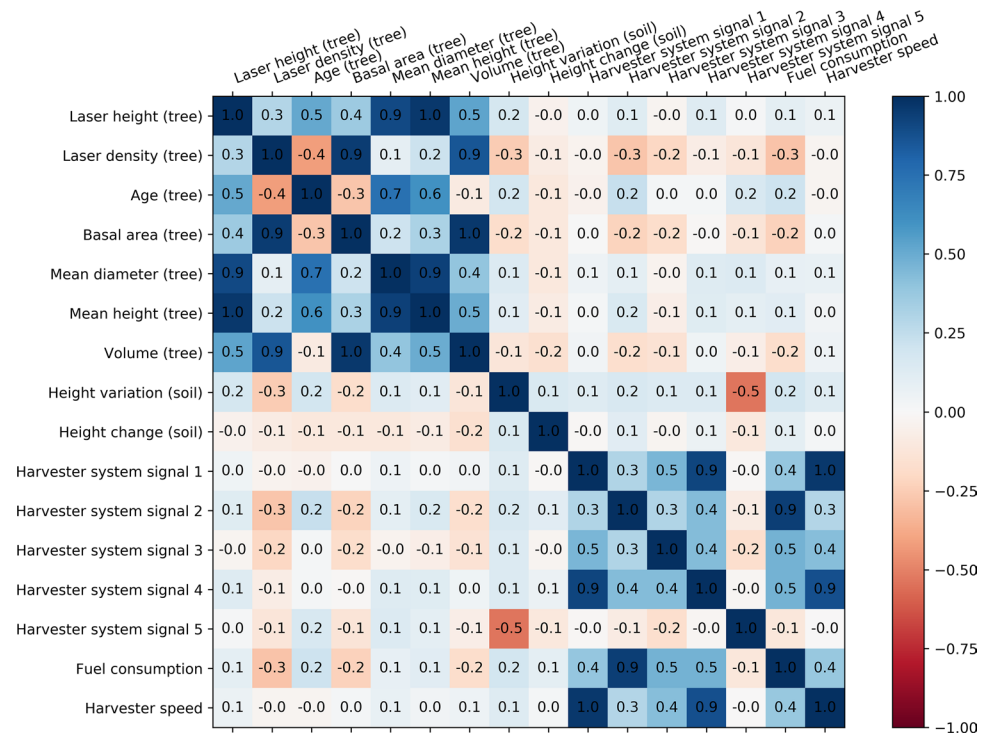 Laser height (tree)
Laser density (tree)
Age (tree)
Basal area (tree)
Mean diameter (tree)
Mean height (tree)
Volume (tree)
Height variation (soil)
Height change (soil)
Harvester system signal 1
Harvester system signal 2
Harvester system signal 3
Harvester system signal 4
Harvester system signal 5
Fuel consumption
Harvester speed
Laser height (tree) 1.0 0.3 0.5 0.4 0.9 1.0 0.5 0.2 -0.0 0.0 0.1 -0.0 0.1 0.0 0.1 0.1
Laser density (tree) 0.3 1.0 -0.4 0.9 0.1 0.2 0.9 -0.3 -0.1 -0.0 -0.3 -0.2 -0.1 -0.1 -0.3 -0.0
Age (tree) 0.5 -0.4 1.0 -0.3 0.7 0.6 -0.1 0.2 -0.1 -0.0 0.2 0.0 0.0 0.2 0.2 -0.0
Basal area (tree) 0.4 0.9 -0.3 1.0 0.2 0.3 1.0 -0.2 -0.1 0.0 -0.2 -0.2 -0.0 -0.1 -0.2 0.0
Mean diameter (tree) 0.9 0.1 0.7 0.2 1.0 0.9 0.4 0.1 -0.1 0.1 0.1 -0.0 0.1 0.1 0.1 0.1
Mean height (tree) 1.0 0.2 0.6 0.3 0.9 1.0 0.5 0.1 -0.1 0.0 0.2 -0.1 0.1 0.1 0.1 0.0
Volume (tree) 0.5 0.9 -0.1 1.0 0.4 0.5 1.0 -0.1 -0.2 0.0 -0.2 -0.1 0.0 -0.1 -0.2 0.1
Height variation (soil) 0.2 -0.3 0.2 -0.2 0.1 0.1 -0.1 1.0 0.1 0.1 0.2 0.1 0.1 -0.5 0.2 0.1
Height change (soil) -0.0 -0.1 -0.1 -0.1 -0.1 -0.1 -0.2 0.1 1.0 -0.0 0.1 -0.0 0.1 -0.1 0.1 0.0
Harvester system signal 1 0.0 -0.0 -0.0 0.0 0.1 0.0 0.0 0.1 -0.0 1.0 0.3 0.5 0.9 -0.0 0.4 1.0
Harvester system signal 2 0.1 -0.3 0.2 -0.2 0.1 0.2 -0.2 0.2 0.1 0.3 1.0 0.3 0.4 -0.1 0.9 0.3
Harvester system signal 3 -0.0 -0.2 0.0 -0.2 -0.0 -0.1 -0.1 0.1 -0.0 0.5 0.3 1.0 0.4 -0.2 0.5 0.4
Harvester system signal 4 0.1 -0.1 0.0 -0.0 0.1 0.1 0.0 0.1 0.1 0.9 0.4 0.4 1.0 -0.0 0.5 0.9
Harvester system signal 5 0.0 -0.1 0.2 -0.1 0.1 0.1 -0.1 -0.5 -0.1 -0.0 -0.1 -0.2 -0.0 1.0 -0.1 -0.0
Fuel consumption 0.1 -0.3 0.2 -0.2 0.1 0.1 -0.2 0.2 0.1 0.4 0.9 0.5 0.5 -0.1 1.0 0.4
Harvester speed 0.1 -0.0 -0.0 0.0 0.1 0.0 0.1 0.1 0.0 1.0 0.3 0.4 0.9 -0.0 0.4 1.0
1.00
0.75
0.50
0.25
0.00
−0.25
−0.50
−0.75
−1.00